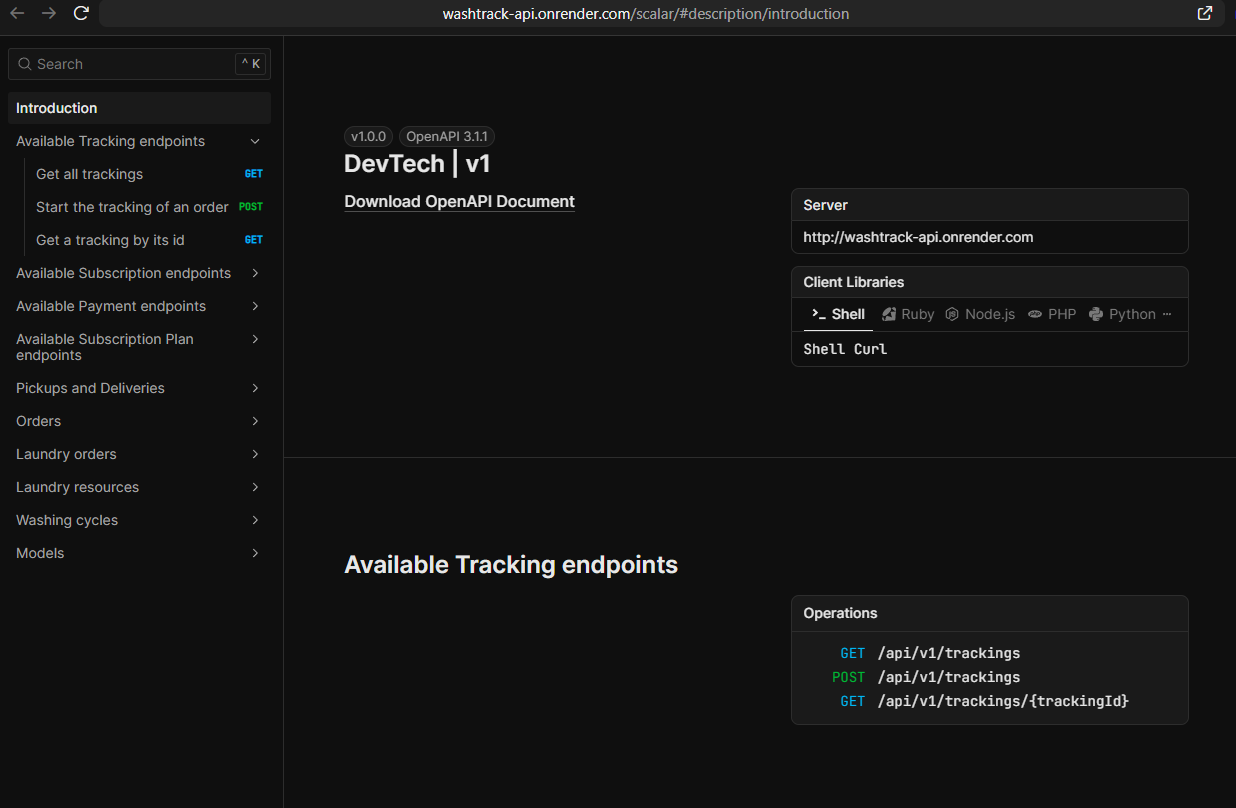 washtrack-api.onrender.com/scalar/#description/introduction
Search
^ K
Introduction
Available Tracking endpoints
Get all trackings GET
Start the tracking of an order POST
Get a tracking by its id GET
Available Subscription endpoints
Available Payment endpoints
Available Subscription Plan
endpoints
Pickups and Deliveries
Orders
Laundry orders
Laundry resources
Washing cycles
Models
v1.0.0 OpenAPI 3.1.1
DevTech | v1
Download OpenAPI Document
Server
http://washtrack-api.onrender.com
Client Libraries
Shell Ruby Node.js PHP Python ···
Shell Curl
Available Tracking endpoints
Operations
GET /api/v1/trackings
POST /api/v1/trackings
GET /api/v1/trackings/{trackingId}